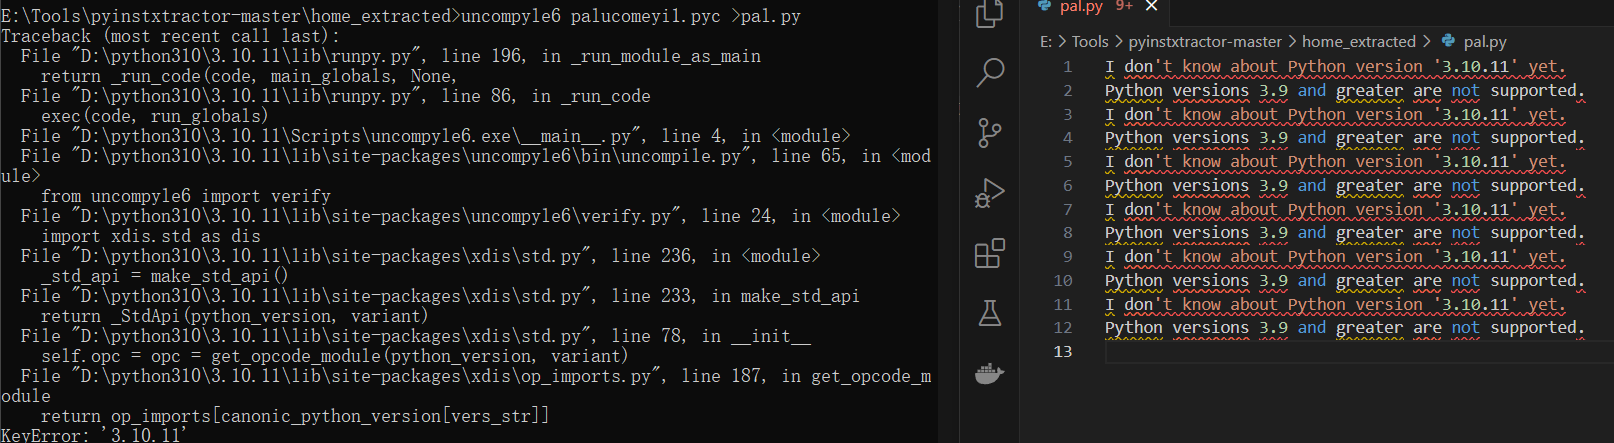 E:\Tools\pyinstxtractor-master\home_extracted>uncompyle6 palucomeyi1.pyc >pal.py
Traceback (most recent call last):
  File "D:\python310\3.10.11\lib\runpy.py", line 196, in _run_module_as_main
    return _run_code(code, main_globals, None,
  File "D:\python310\3.10.11\lib\runpy.py", line 86, in _run_code
    exec(code, run_globals)
  File "D:\python310\3.10.11\Scripts\uncompyle6.exe\__main__.py", line 4, in <module>
  File "D:\python310\3.10.11\lib\site-packages\uncompyle6\bin\uncompile.py", line 65, in <mod
ule>
    from uncompyle6 import verify
  File "D:\python310\3.10.11\lib\site-packages\uncompyle6\verify.py", line 24, in <module>
    import xdis.std as dis
  File "D:\python310\3.10.11\lib\site-packages\xdis\std.py", line 236, in <module>
    _std_api = make_std_api()
  File "D:\python310\3.10.11\lib\site-packages\xdis\std.py", line 233, in make_std_api
    return _StdApi(python_version, variant)
  File "D:\python310\3.10.11\lib\site-packages\xdis\std.py", line 78, in __init__
    self.opc = opc = get_opcode_module(python_version, variant)
  File "D:\python310\3.10.11\lib\site-packages\xdis\op_imports.py", line 187, in get_opcode_m
odule
    return op_imports[canonic_python_version[vers_str]]
KeyError: '3.10.11'
pal.py 9+
E: > Tools > pyinstxtractor-master > home_extracted > pal.py
1 I don't know about Python version '3.10.11' yet.
2 Python versions 3.9 and greater are not supported.
3 I don't know about Python version '3.10.11' yet.
4 Python versions 3.9 and greater are not supported.
5 I don't know about Python version '3.10.11' yet.
6 Python versions 3.9 and greater are not supported.
7 I don't know about Python version '3.10.11' yet.
8 Python versions 3.9 and greater are not supported.
9 I don't know about Python version '3.10.11' yet.
10 Python versions 3.9 and greater are not supported.
11 I don't know about Python version '3.10.11' yet.
12 Python versions 3.9 and greater are not supported.
13